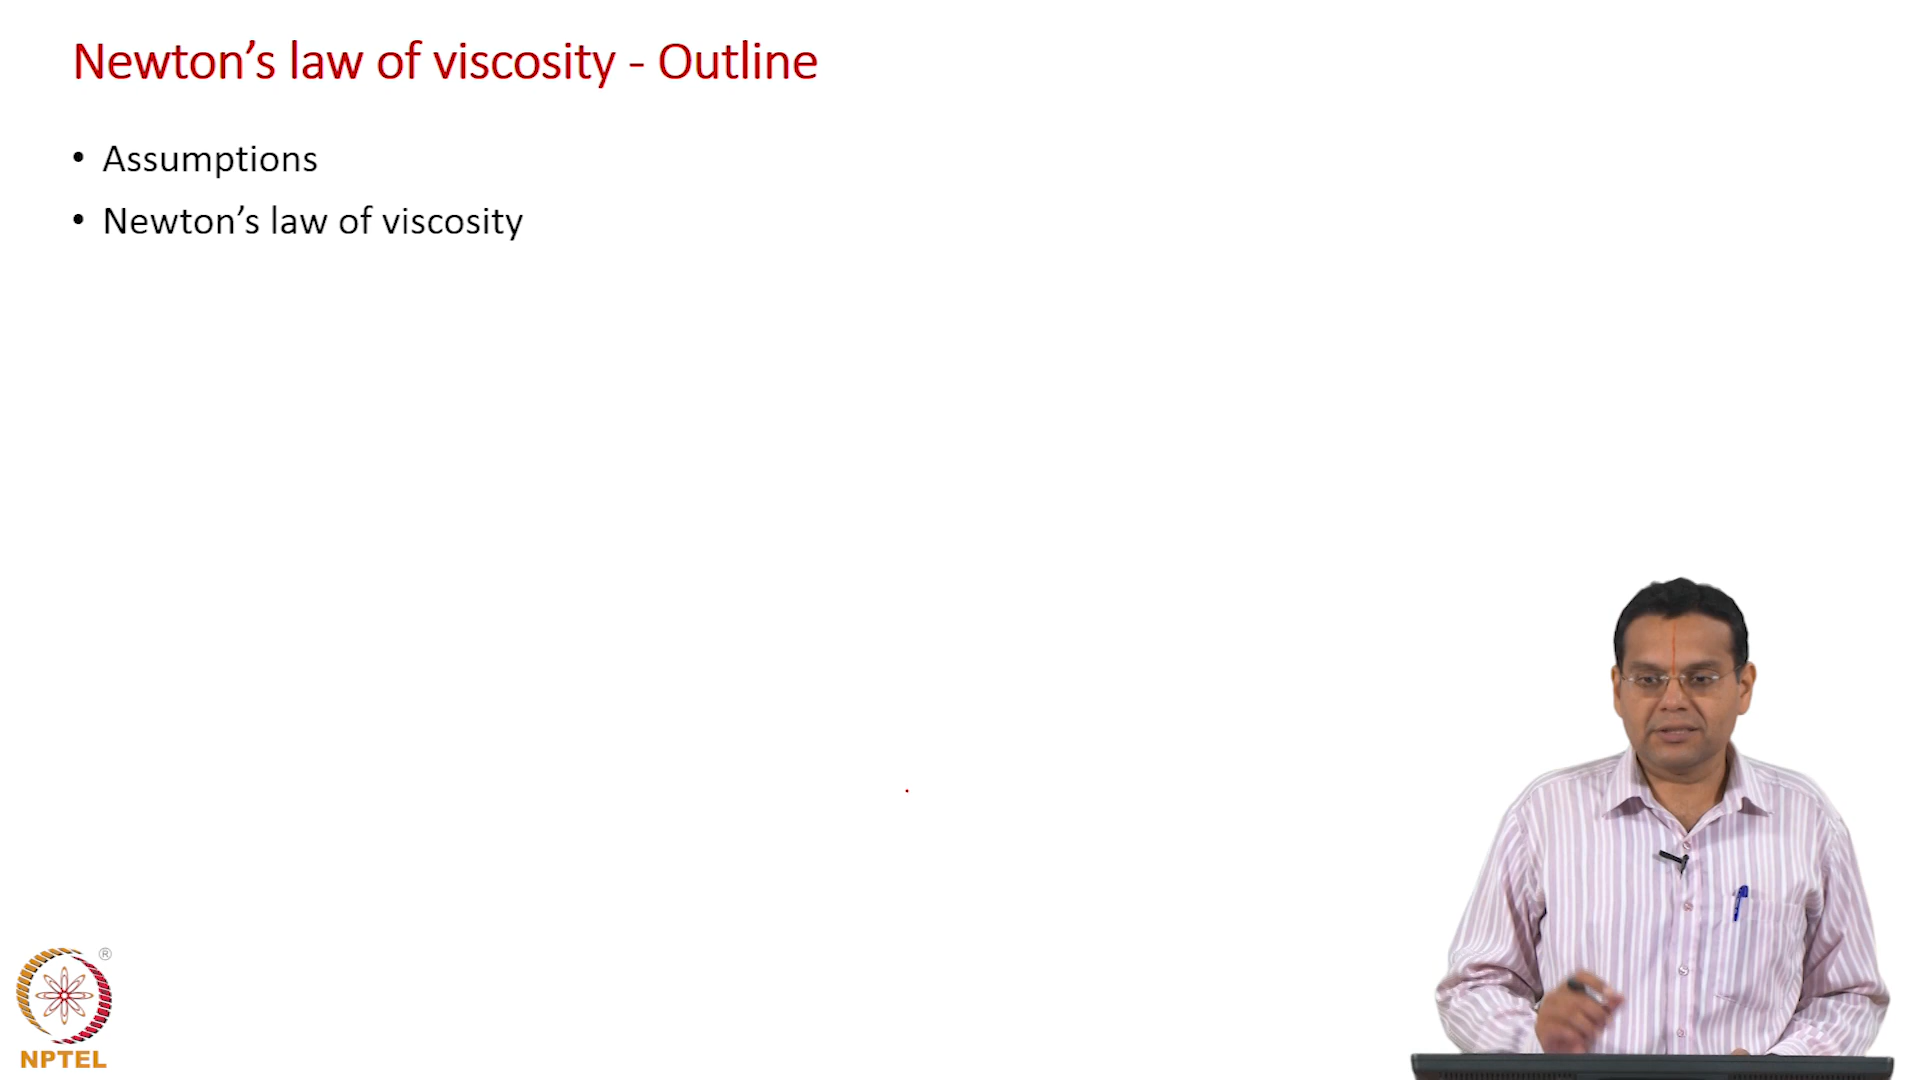 Newton’s law of viscosity - Outline
• Assumptions
• Newton’s law of viscosity
®
NPTEL